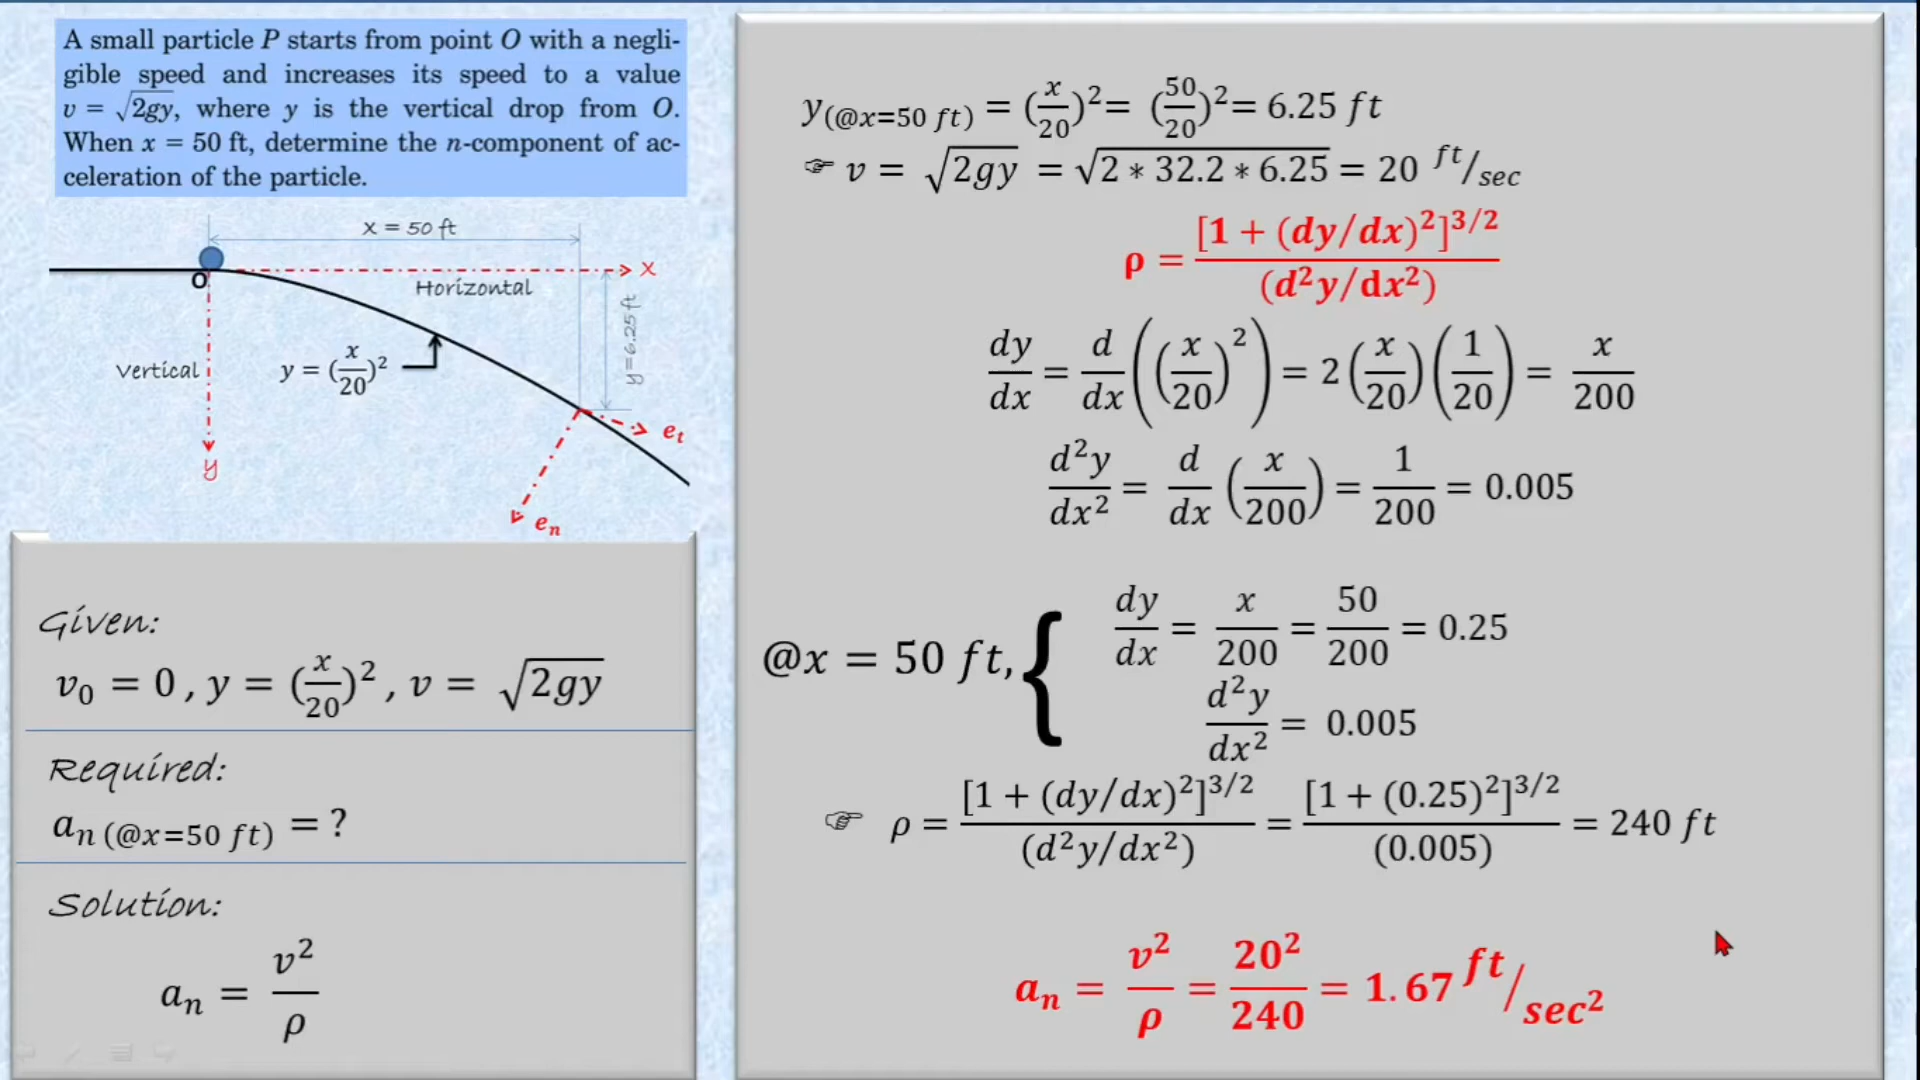 A small particle P starts from point O with a negli-
gible speed and increases its speed to a value
v = √2gy, where y is the vertical drop from O.
When x = 50 ft, determine the n-component of ac-
celeration of the particle.
x = 50 ft
O
x
Horizontal
y = 6.25 ft
Vertical
y = (x/20)²
e_t
y
e_n
Given:
v₀ = 0 , y = (x/20)² , v = √2gy
Required:
a_n (@x=50 ft) = ?
Solution:
a_n = v²/ρ
y_(@x=50 ft) = (x/20)² = (50/20)² = 6.25 ft
☞ v = √2gy = √2 * 32.2 * 6.25 = 20 ft/sec
ρ = [1 + (dy/dx)²]^3/2 / (d²y/dx²)
dy/dx = d/dx ((x/20)²) = 2 (x/20) (1/20) = x/200
d²y/dx² = d/dx (x/200) = 1/200 = 0.005
@x = 50 ft, { dy/dx = x/200 = 50/200 = 0.25
d²y/dx² = 0.005
☞ ρ = [1 + (dy/dx)²]^3/2 / (d²y/dx²) = [1 + (0.25)²]^3/2 / (0.005) = 240 ft
a_n = v²/ρ = 20²/240 = 1.67 ft/sec²